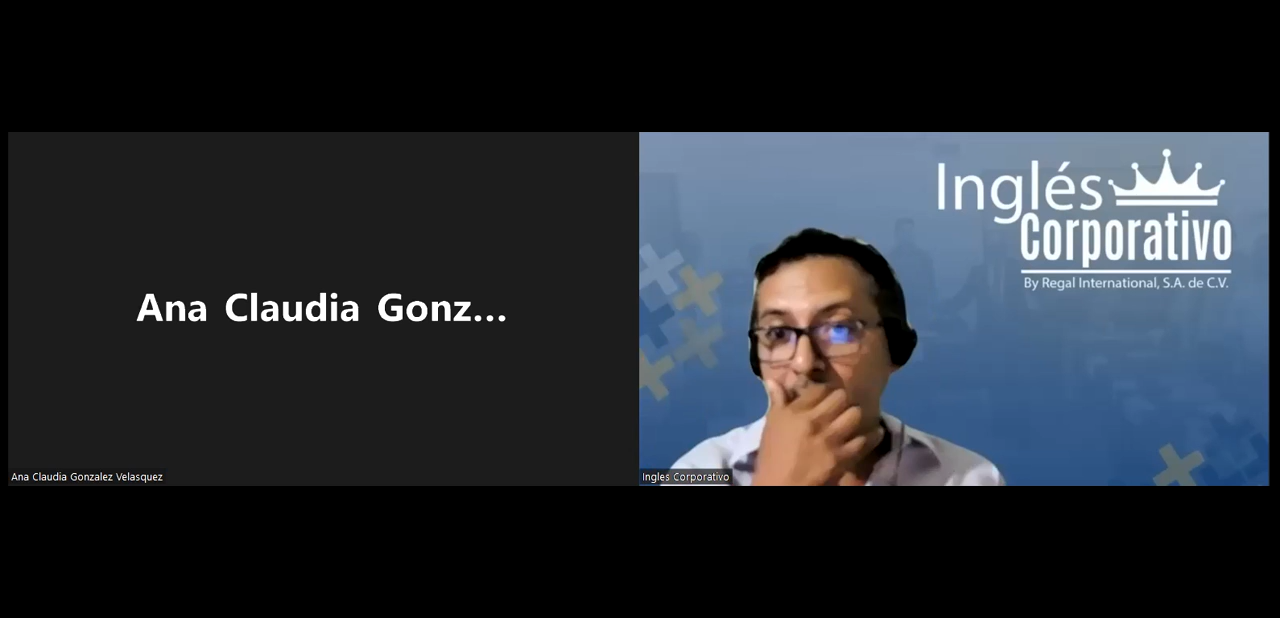 Ana Claudia Gonz...
Ana Claudia Gonzalez Velasquez
Inglés
Corporativo
By Regal International, S.A. de C.V.
Ingles Corporativo